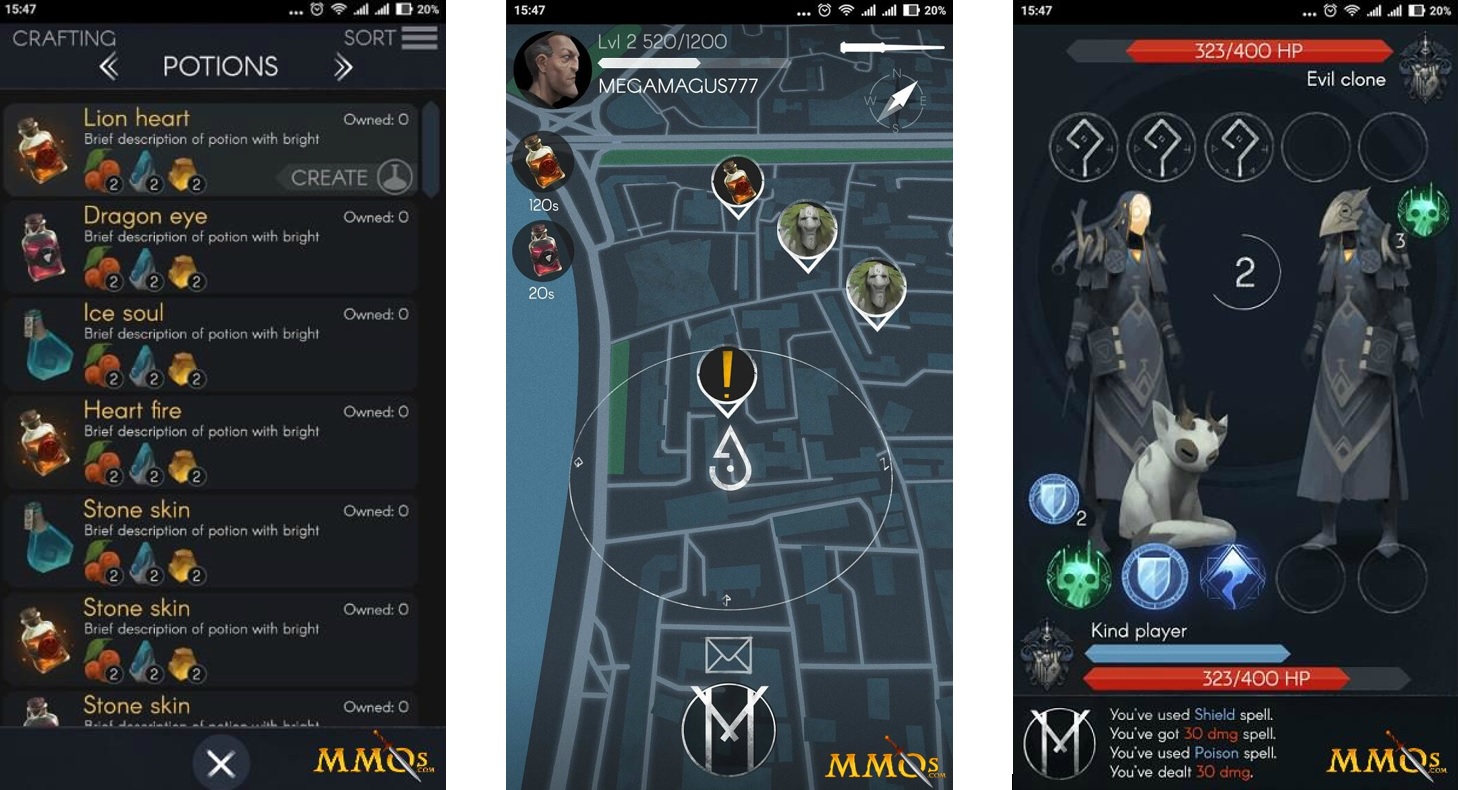 15:47
... 20%
CRAFTING SORT
POTIONS
Lion heart Owned: 0
Brief description of potion with bright
2 2 2
CREATE
Dragon eye Owned: 0
Brief description of potion with bright
2 2 2
Ice soul Owned: 0
Brief description of potion with bright
2 2 2
Heart fire Owned: 0
Brief description of potion with bright
2 2 2
Stone skin Owned: 0
Brief description of potion with bright
2 2 2
Stone skin Owned: 0
Brief description of potion with bright
2 2 2
Stone skin Owned: 0
Brief description of potion with bright
MMOs.COM
15:47
... 20%
Lvl 2 520/1200
MEGAMAGUS777
N
W E
S
120s
20s
!
M
MMOs.COM
15:47
... 20%
323/400 HP
Evil clone
3
2
2
Kind player
323/400 HP
You've used Shield spell.
You've got 30 dmg spell.
You've used Poison spell.
You've dealt 30 dmg.
M
MMOs.COM